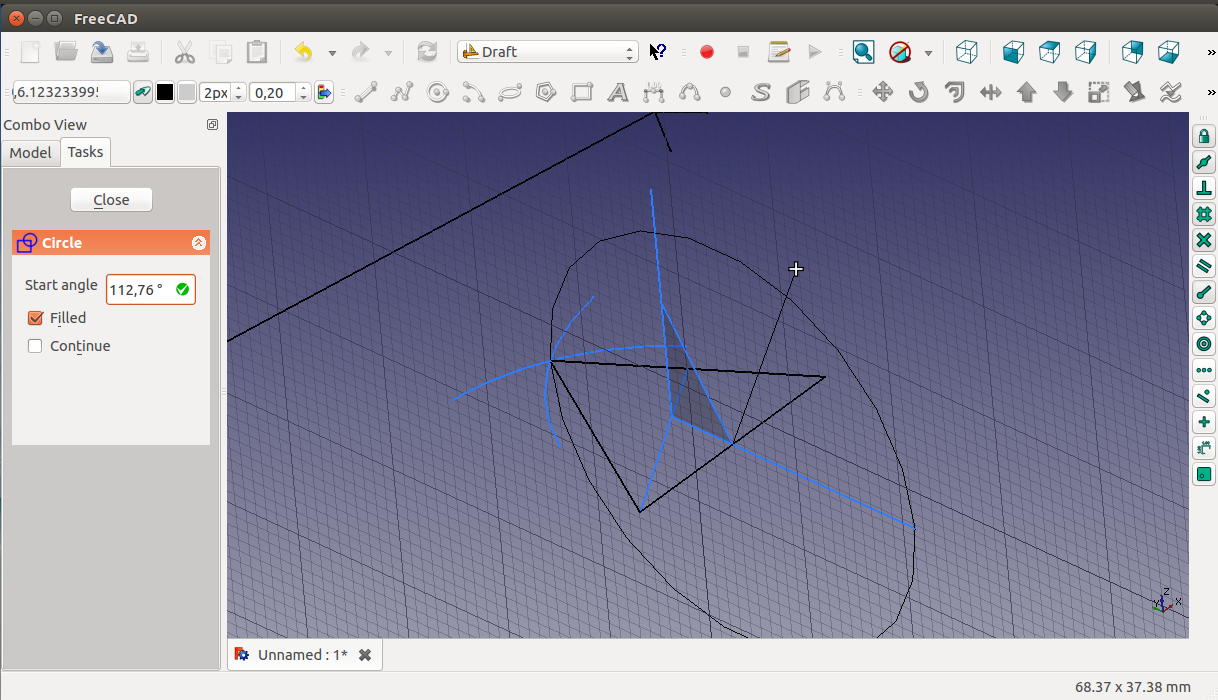 FreeCAD
Draft
,6.123233995
2px
0,20
Combo View
Model
Tasks
Close
Circle
Start angle
112,76 °
Filled
Continue
Z
Y
X
Unnamed : 1*
68.37 x 37.38 mm